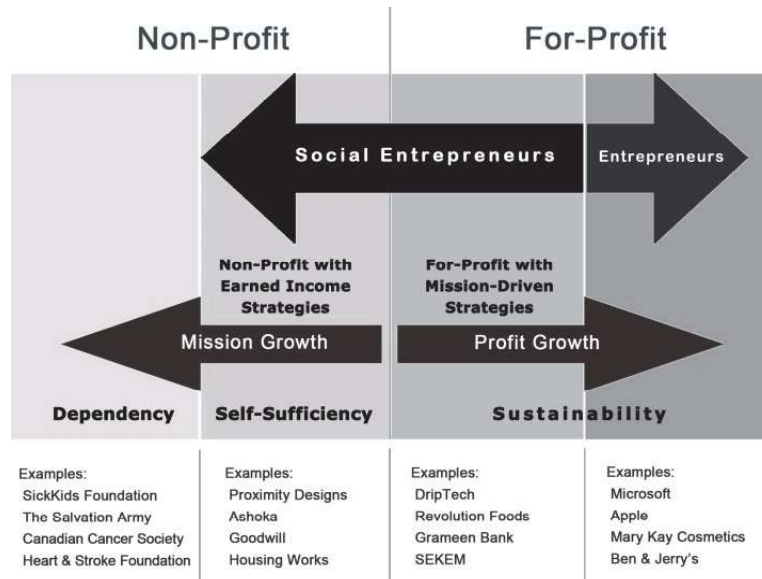 Non-Profit
For-Profit
Social Entrepreneurs
Entrepreneurs
Non-Profit with
Earned Income
Strategies
For-Profit with
Mission-Driven
Strategies
Mission Growth
Profit Growth
Dependency
Self-Sufficiency
Sustainability
Examples:
SickKids Foundation
The Salvation Army
Canadian Cancer Society
Heart & Stroke Foundation
Examples:
Proximity Designs
Ashoka
Goodwill
Housing Works
Examples:
DripTech
Revolution Foods
Grameen Bank
SEKEM
Examples:
Microsoft
Apple
Mary Kay Cosmetics
Ben & Jerry's